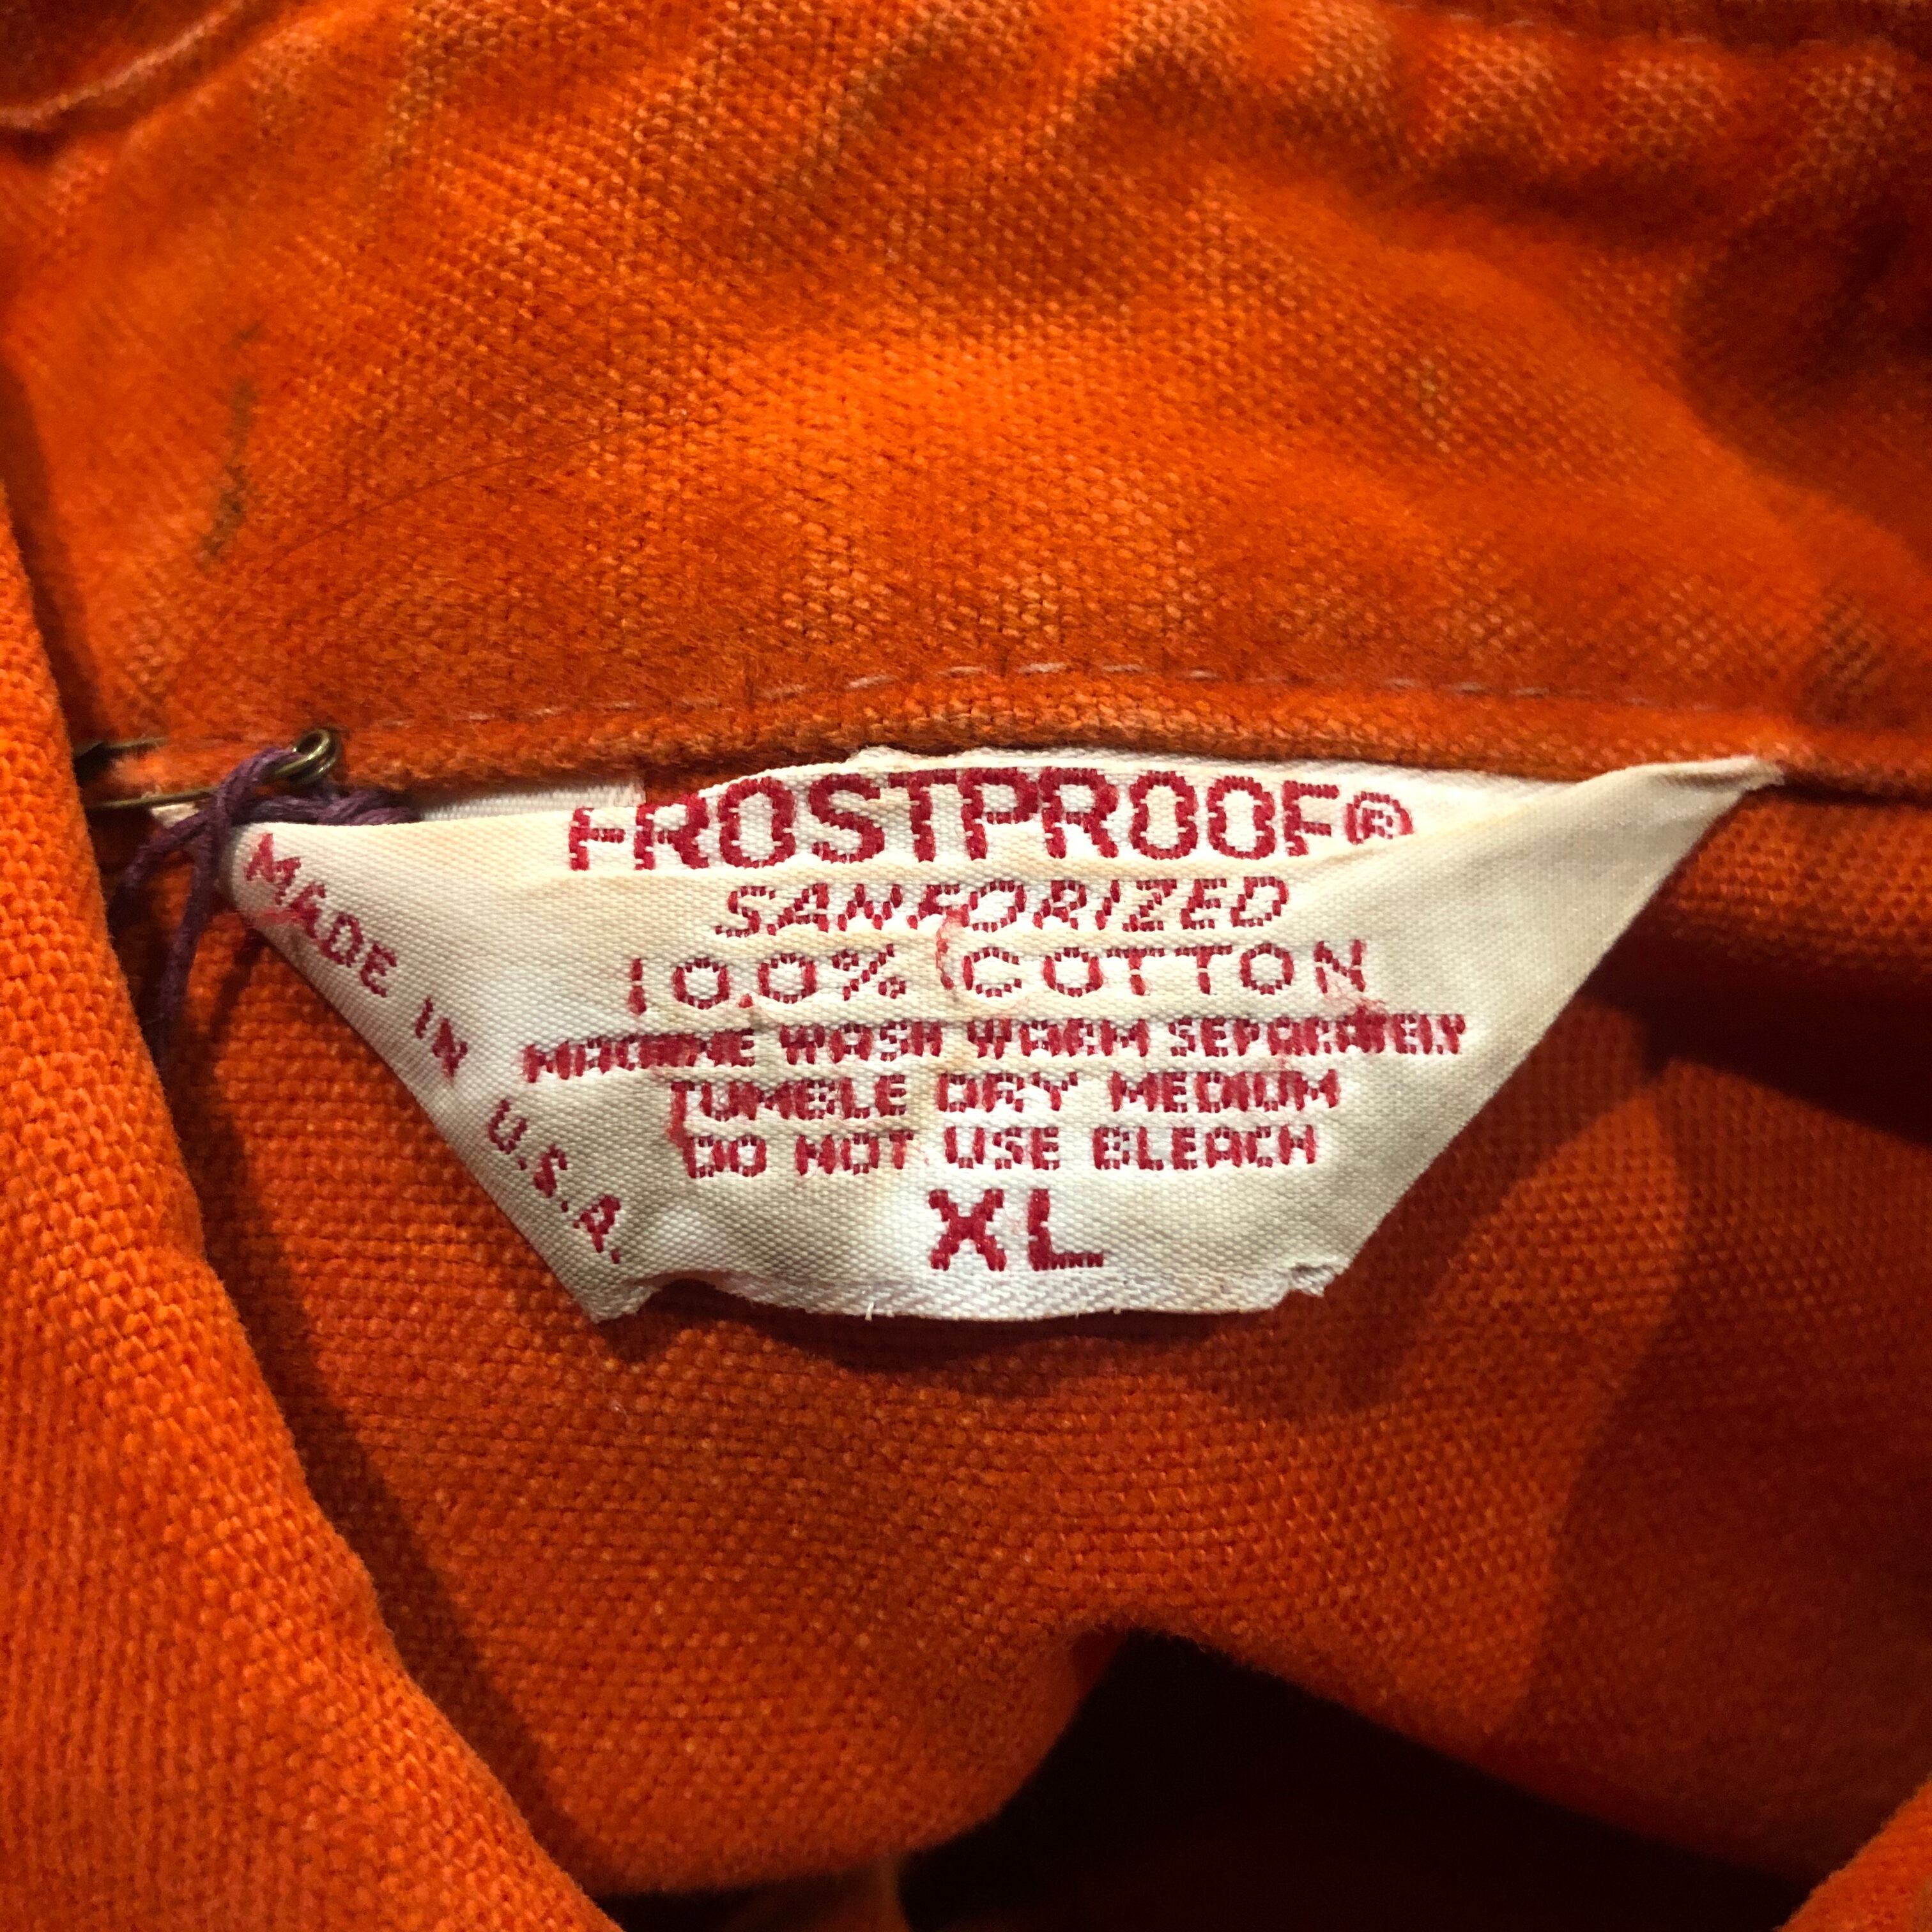 FROSTPROOF®
SANFORIZED
100% COTTON
MACHINE WASH WARM SEPARATELY
TUMBLE DRY MEDIUM
DO NOT USE BLEACH
XL
MADE IN U.S.A.